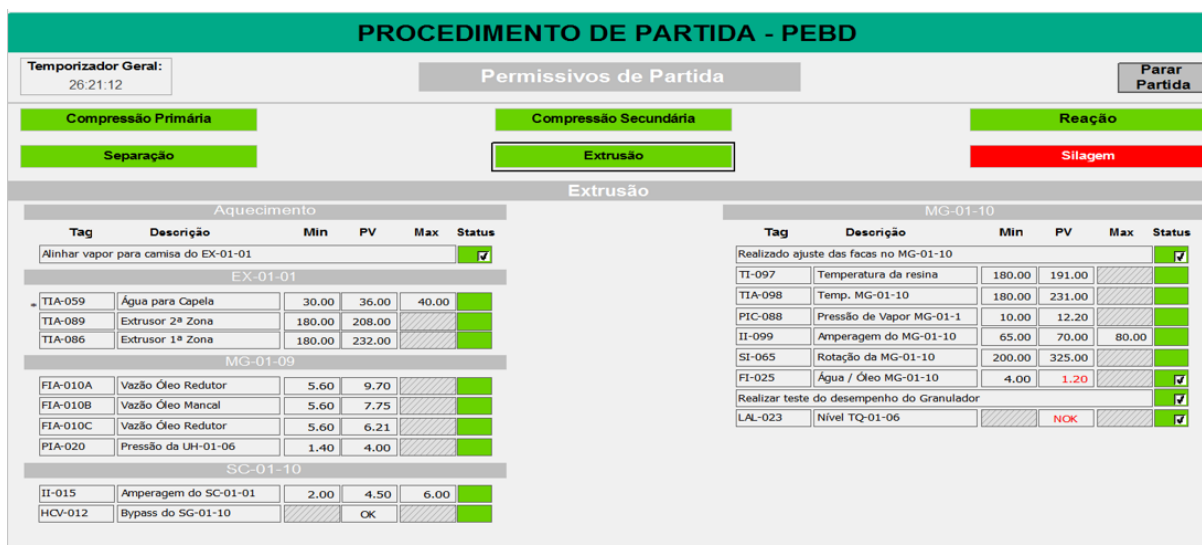 PROCEDIMENTO DE PARTIDA - PEBD
Temporizador Geral:
26:21:12
Permissivos de Partida
Parar
Partida
Compressão Primária
Compressão Secundária
Reação
Separação
Extrusão
Silagem
Extrusão
Aquecimento
Tag Descrição Min PV Max Status
Alinhar vapor para camisa do EX-01-01
EX-01-01
* TIA-059 Água para Capela 30.00 36.00 40.00
TIA-089 Extrusor 2ª Zona 180.00 208.00
TIA-086 Extrusor 1ª Zona 180.00 232.00
MG-01-09
FIA-010A Vazão Óleo Redutor 5.60 9.70
FIA-010B Vazão Óleo Mancal 5.60 7.75
FIA-010C Vazão Óleo Redutor 5.60 6.21
PIA-020 Pressão da UH-01-06 1.40 4.00
SC-01-10
II-015 Amperagem do SC-01-01 2.00 4.50 6.00
HCV-012 Bypass do SG-01-10 OK
MG-01-10
Tag Descrição Min PV Max Status
Realizado ajuste das facas no MG-01-10
TI-097 Temperatura da resina 180.00 191.00
TIA-098 Temp. MG-01-10 180.00 231.00
PIC-088 Pressão de Vapor MG-01-1 10.00 12.20
II-099 Amperagem do MG-01-10 65.00 70.00 80.00
SI-065 Rotação da MG-01-10 200.00 325.00
FI-025 Água / Óleo MG-01-10 4.00 1.20
Realizar teste do desempenho do Granulador
LAL-023 Nível TQ-01-06 NOK